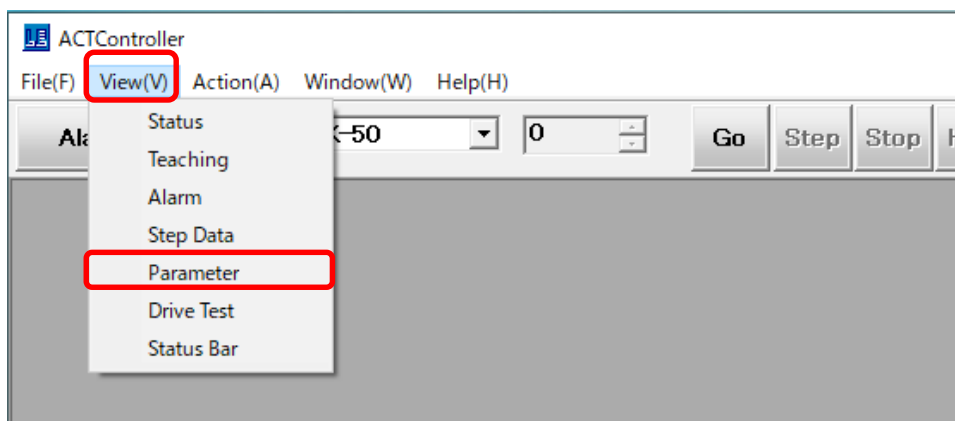 ACTController
File(F) View(V) Action(A) Window(W) Help(H)
-50 0 Go Step Stop
Status
Teaching
Alarm
Step Data
Parameter
Drive Test
Status Bar